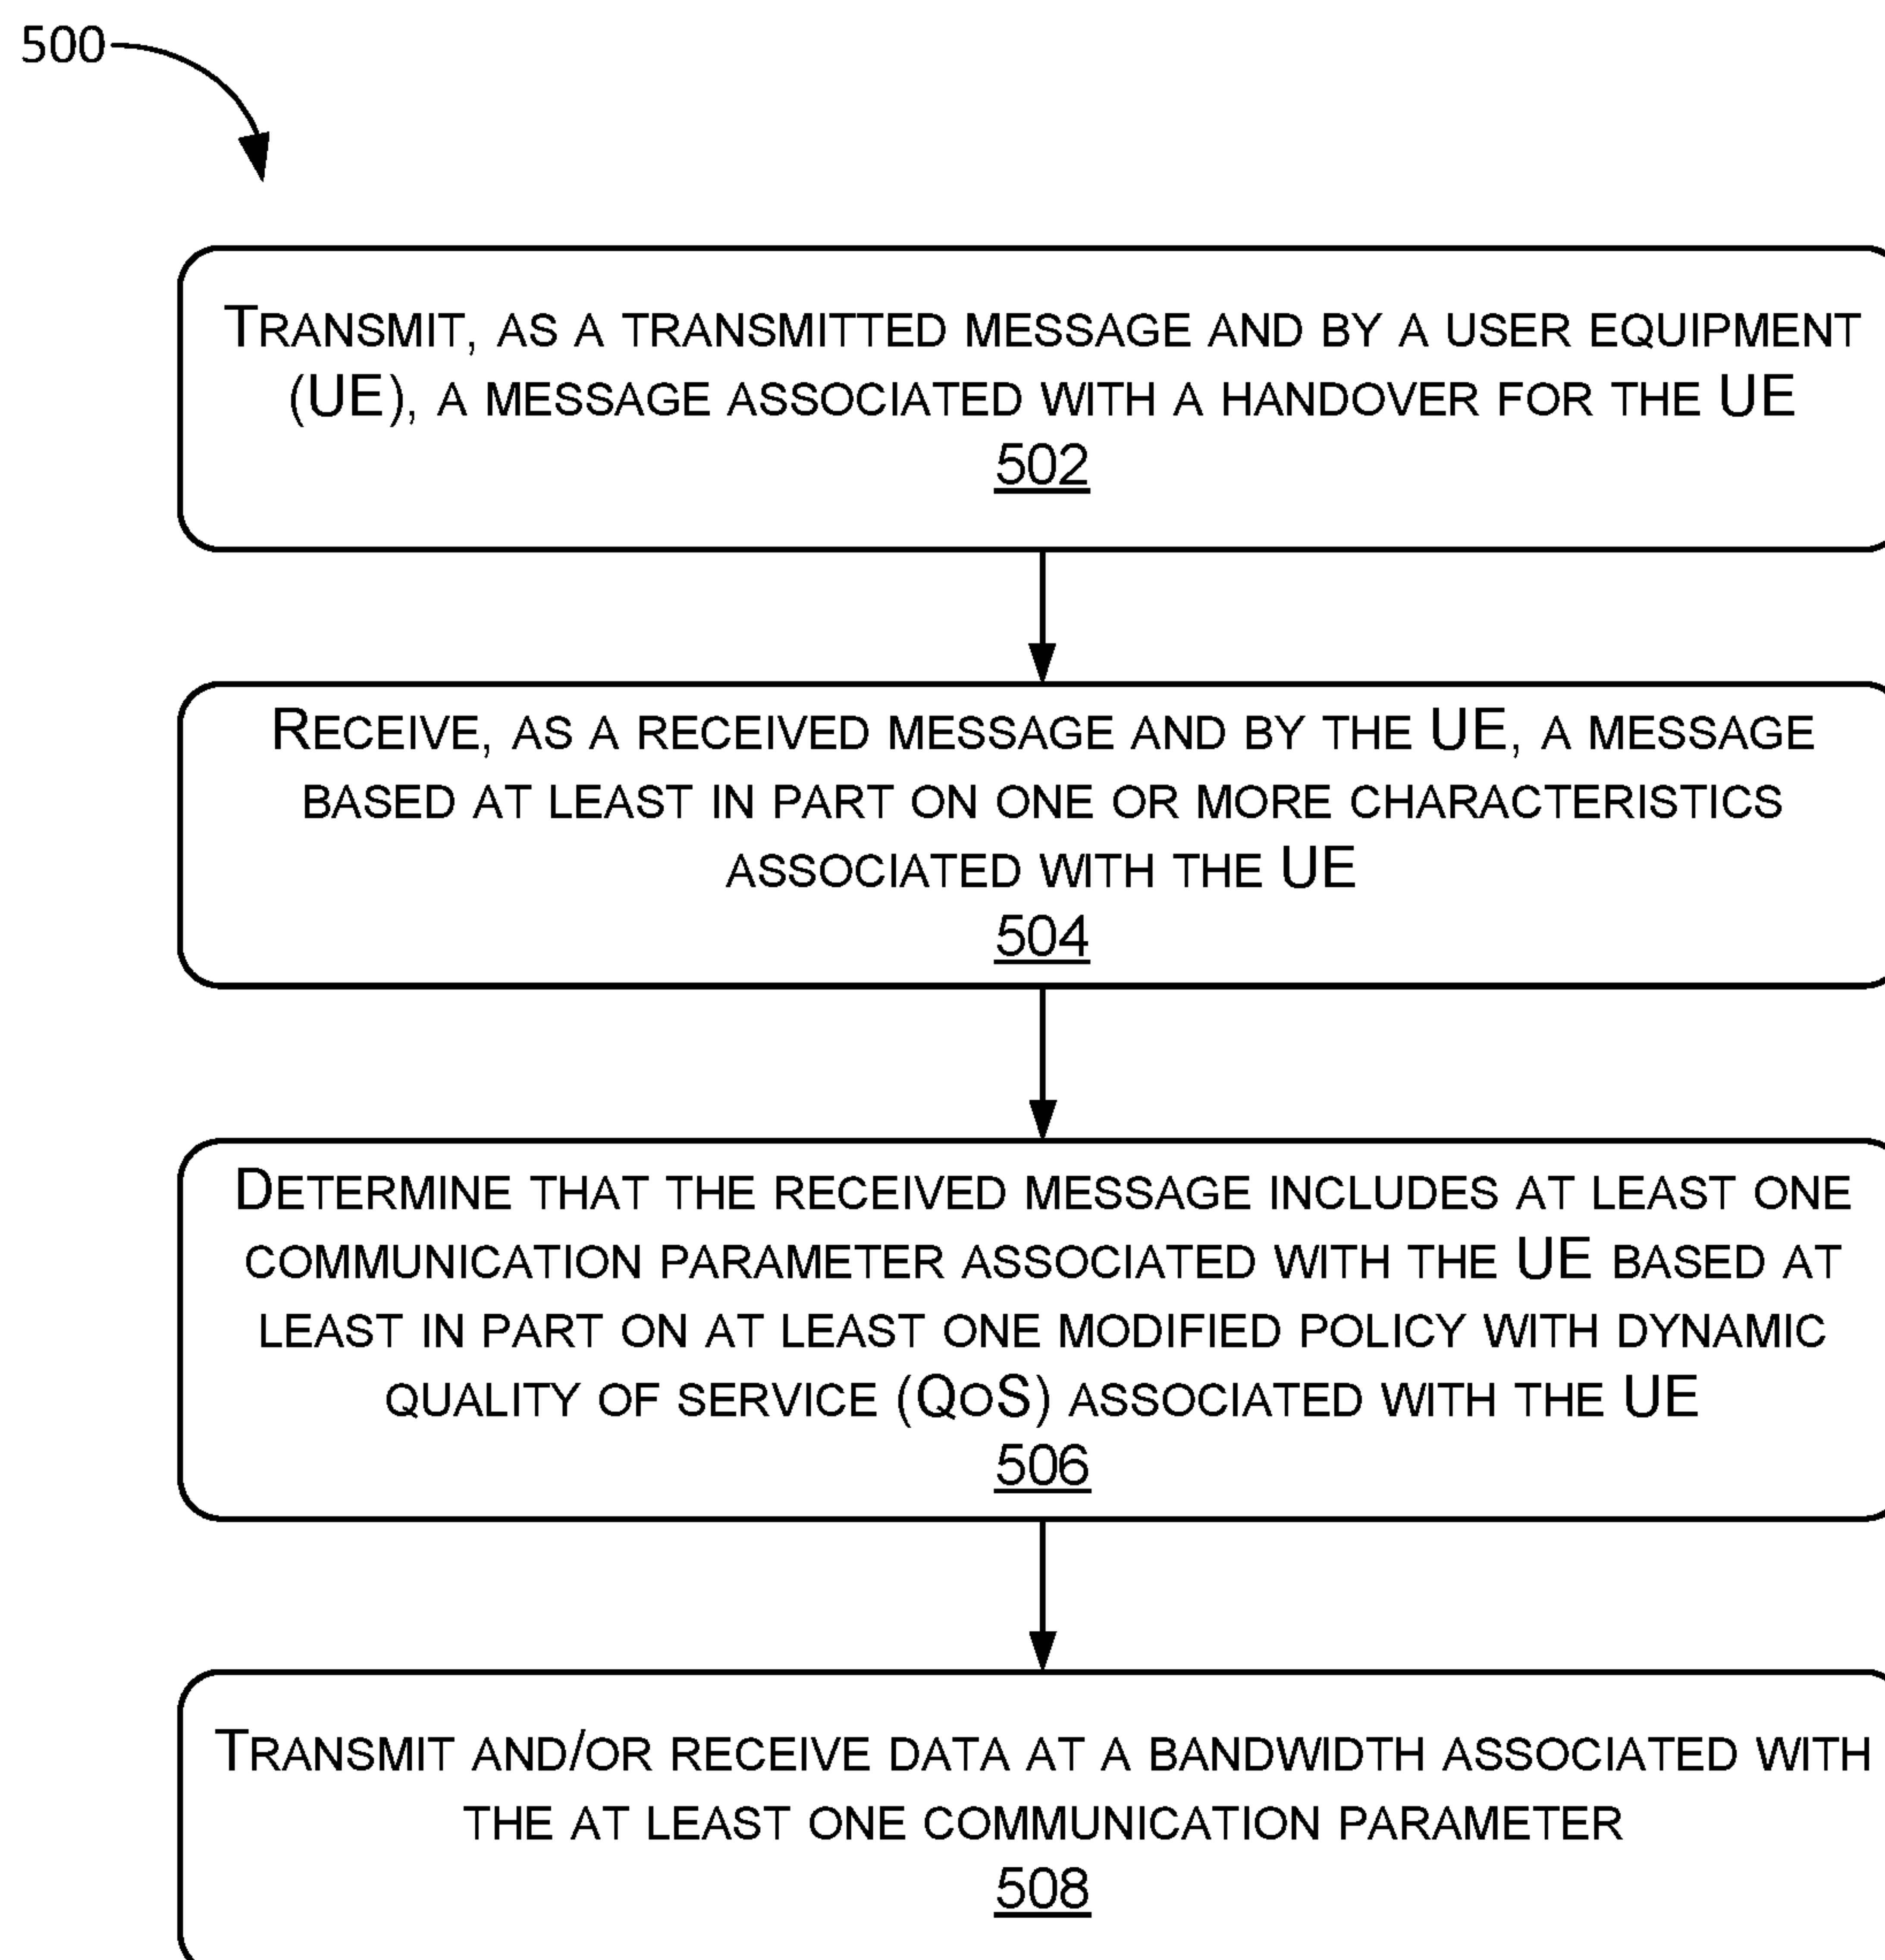 500
TRANSMIT, AS A TRANSMITTED MESSAGE AND BY A USER EQUIPMENT
(UE), A MESSAGE ASSOCIATED WITH A HANDOVER FOR THE UE
502
RECEIVE, AS A RECEIVED MESSAGE AND BY THE UE, A MESSAGE
BASED AT LEAST IN PART ON ONE OR MORE CHARACTERISTICS
ASSOCIATED WITH THE UE
504
DETERMINE THAT THE RECEIVED MESSAGE INCLUDES AT LEAST ONE
COMMUNICATION PARAMETER ASSOCIATED WITH THE UE BASED AT
LEAST IN PART ON AT LEAST ONE MODIFIED POLICY WITH DYNAMIC
QUALITY OF SERVICE (QOS) ASSOCIATED WITH THE UE
506
TRANSMIT AND/OR RECEIVE DATA AT A BANDWIDTH ASSOCIATED WITH
THE AT LEAST ONE COMMUNICATION PARAMETER
508